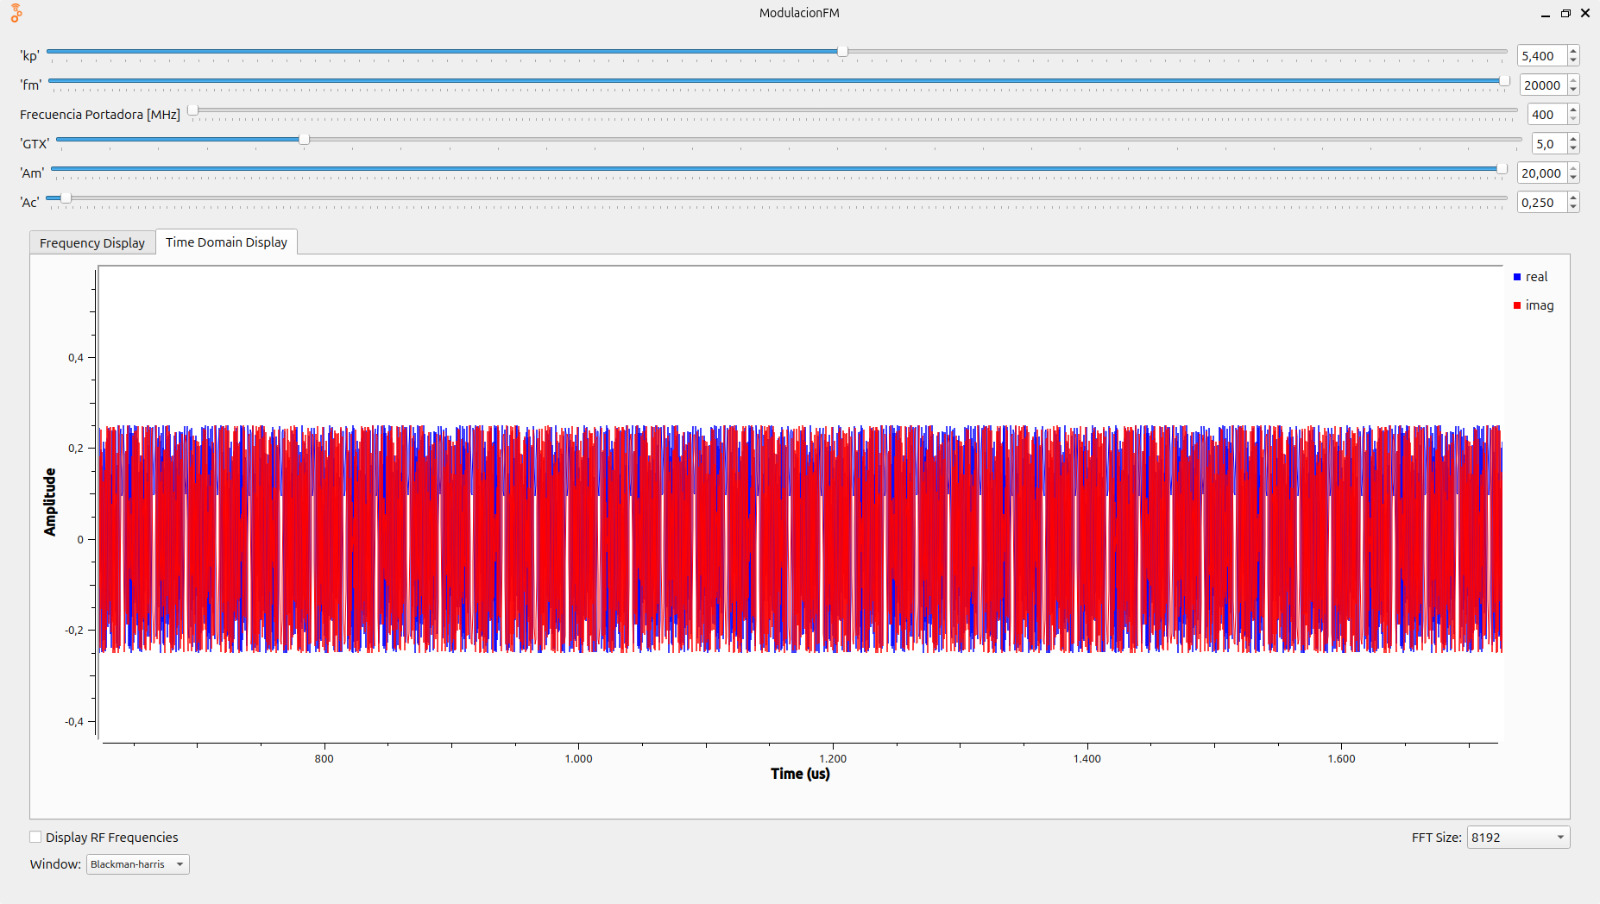 ModulacionFM
'kp' 5,400
'fm' 20000
Frecuencia Portadora [MHz] 400
'GTX' 5,0
'Am' 20,000
'Ac' 0,250
Frequency Display Time Domain Display
real
imag
0,4
0,2
0
-0,2
-0,4
Amplitude
800 1.000 1.200 1.400 1.600
Time (us)
Display RF Frequencies FFT Size: 8192
Window: Blackman-harris